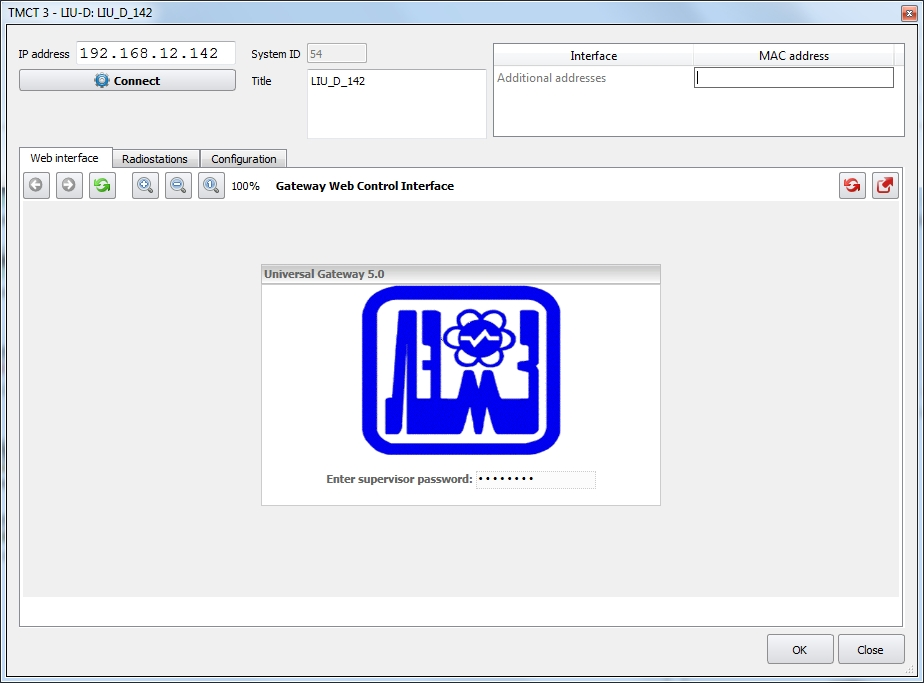 TMCT 3 - LIU-D: LIU_D_142
IP address 192.168.12.142 System ID 54 Interface MAC address
Connect Title LIU_D_142 Additional addresses
Web interface Radiostations Configuration
100% Gateway Web Control Interface
Universal Gateway 5.0
ЛЕМЗ
Enter supervisor password: ••••••••
OK Close